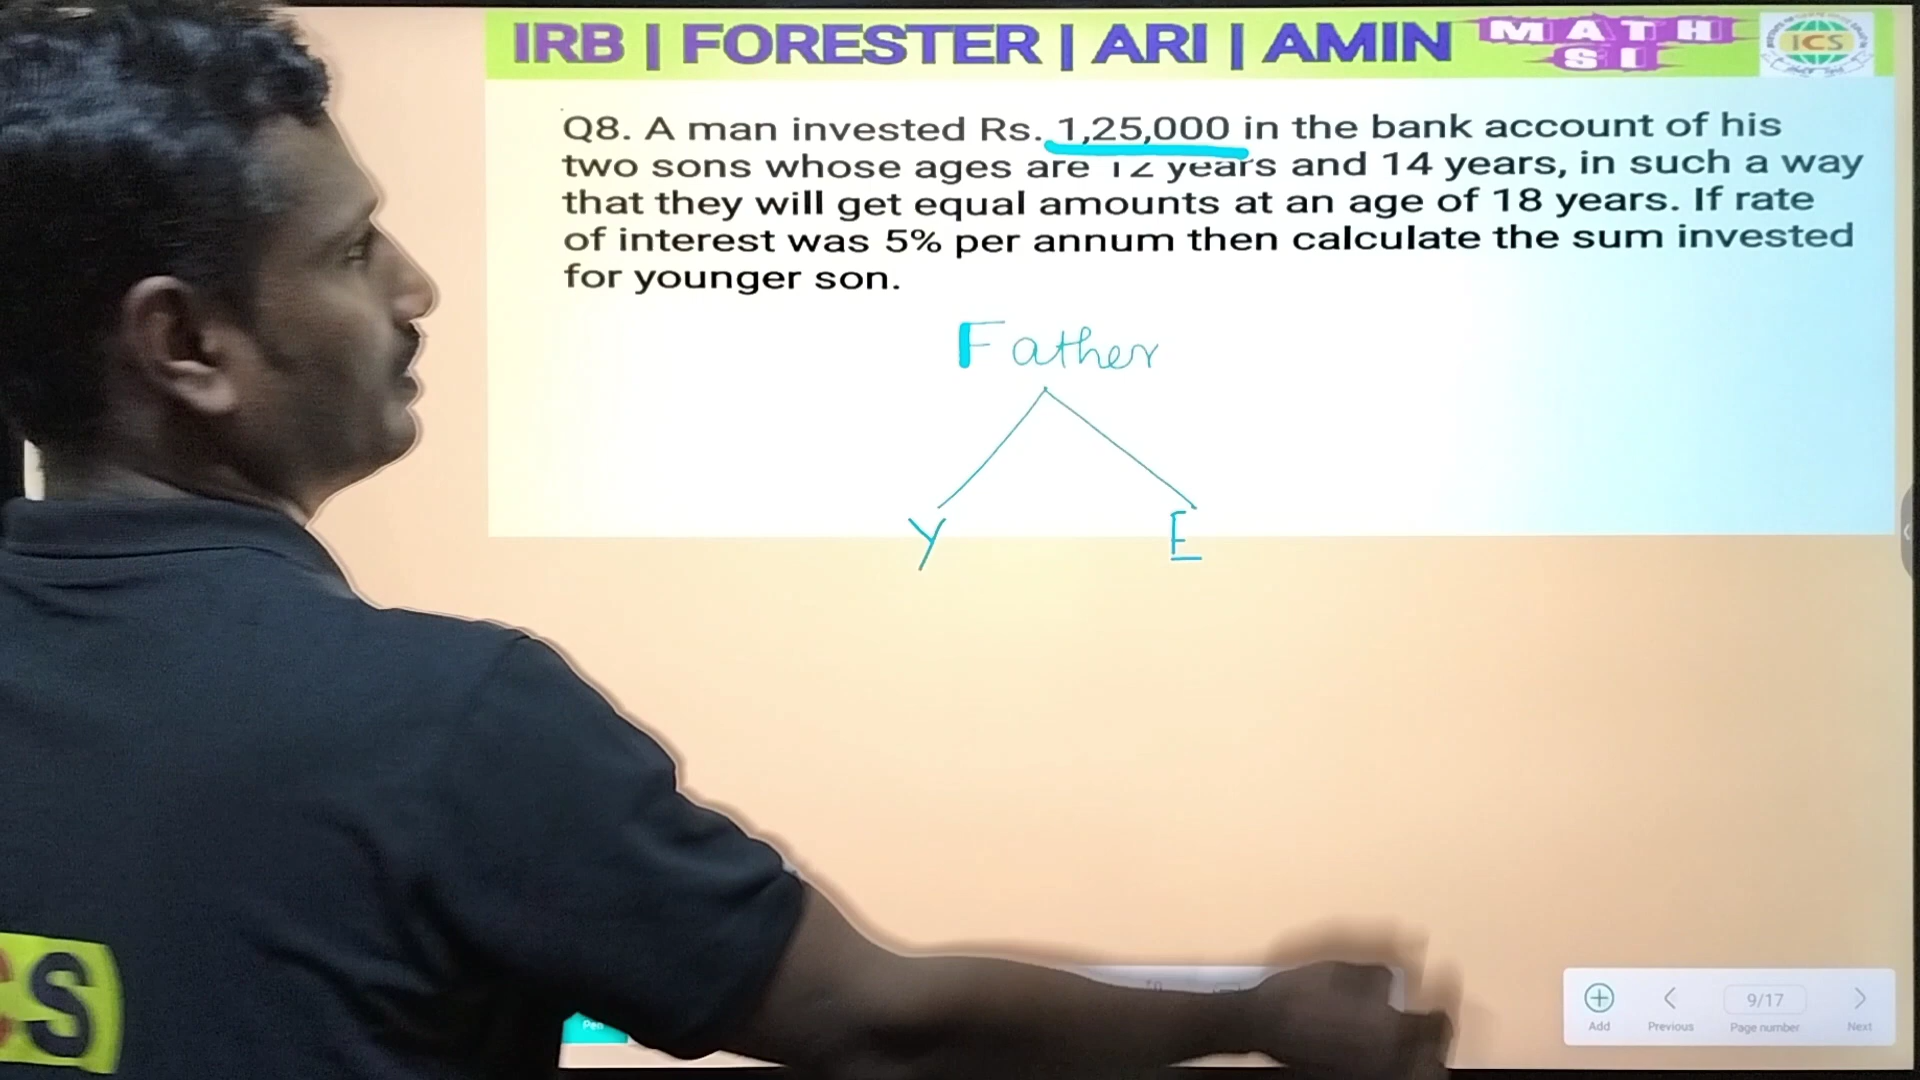 IRB | FORESTER | ARI | AMIN
MATH
SI
ICS
Q8. A man invested Rs. 1,25,000 in the bank account of his
two sons whose ages are 12 years and 14 years, in such a way
that they will get equal amounts at an age of 18 years. If rate
of interest was 5% per annum then calculate the sum invested
for younger son.
Father
Y E
CS
Pen
Add
Previous
9/17
Page number
Next